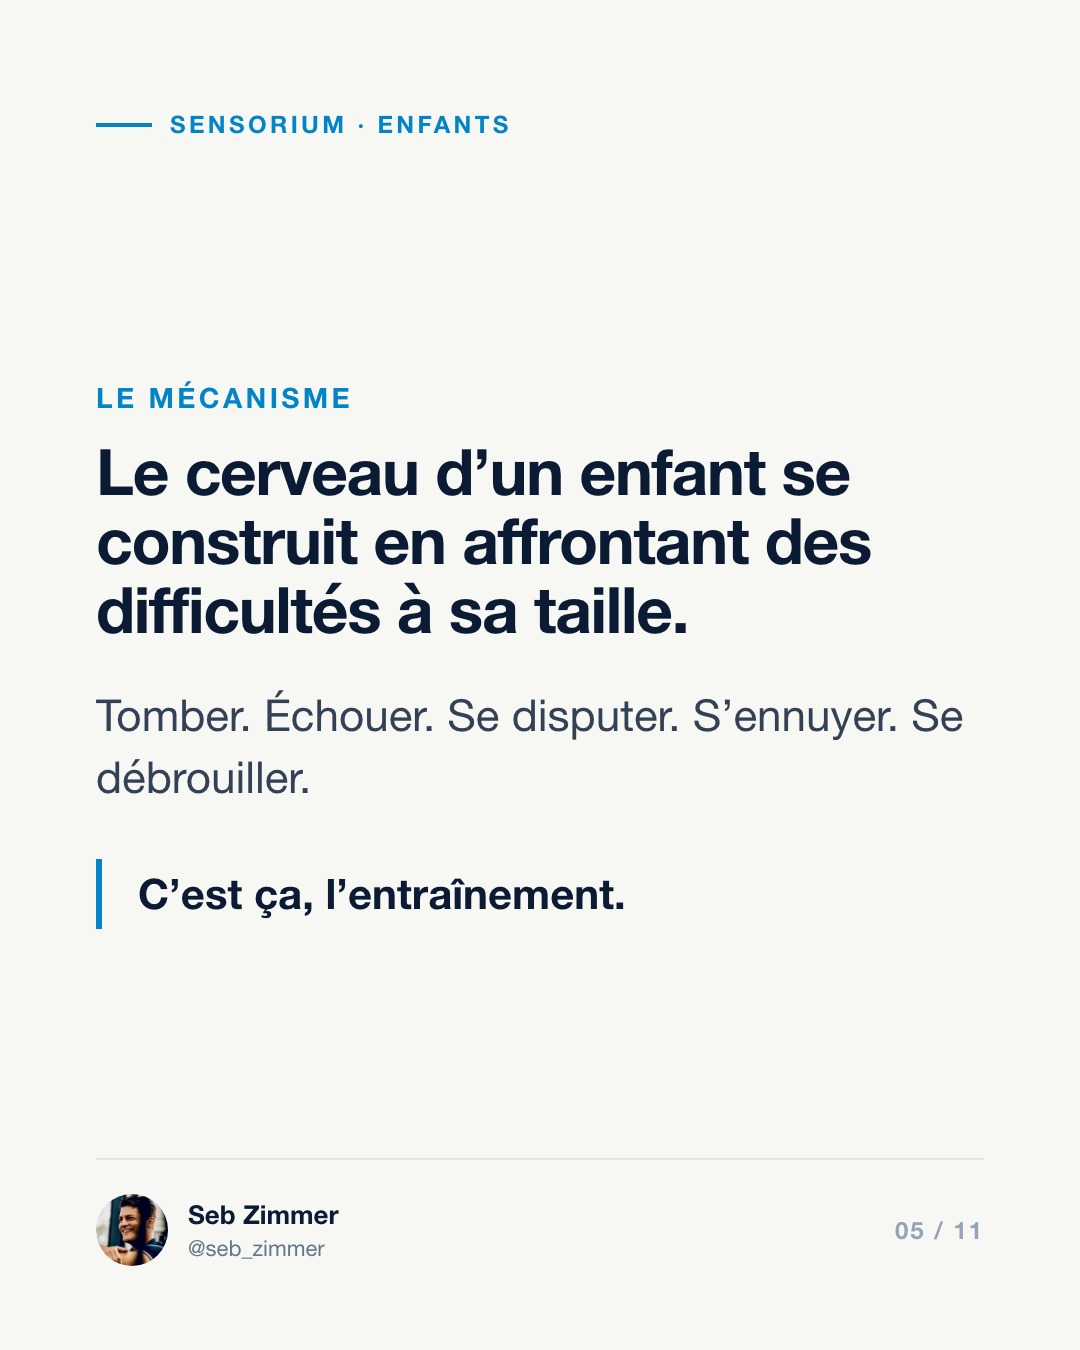 SENSORIUM · ENFANTS
LE MÉCANISME
Le cerveau d’un enfant se
construit en affrontant des
difficultés à sa taille.
Tomber. Échouer. Se disputer. S’ennuyer. Se
débrouiller.
C’est ça, l’entraînement.
Seb Zimmer
@seb_zimmer
05 / 11